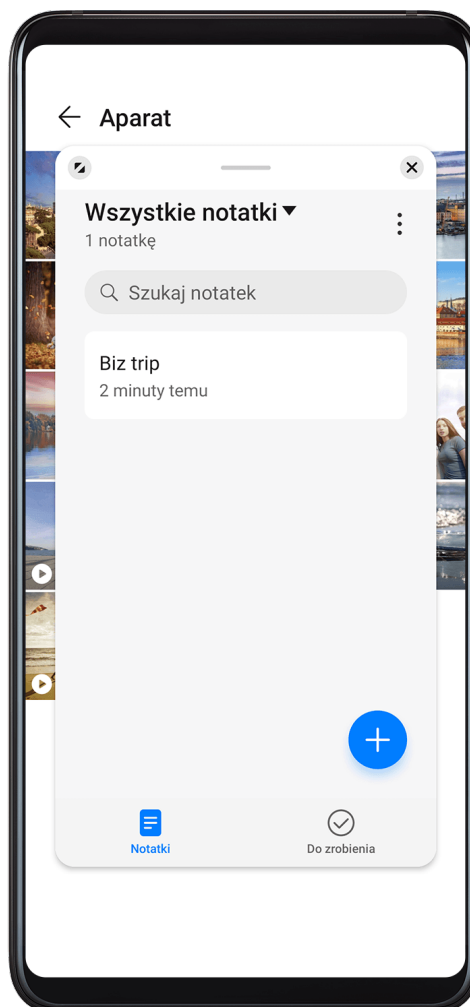 Aparat
Wszystkie notatki
1 notatkę
Szukaj notatek
Biz trip
2 minuty temu
Notatki
Do zrobienia